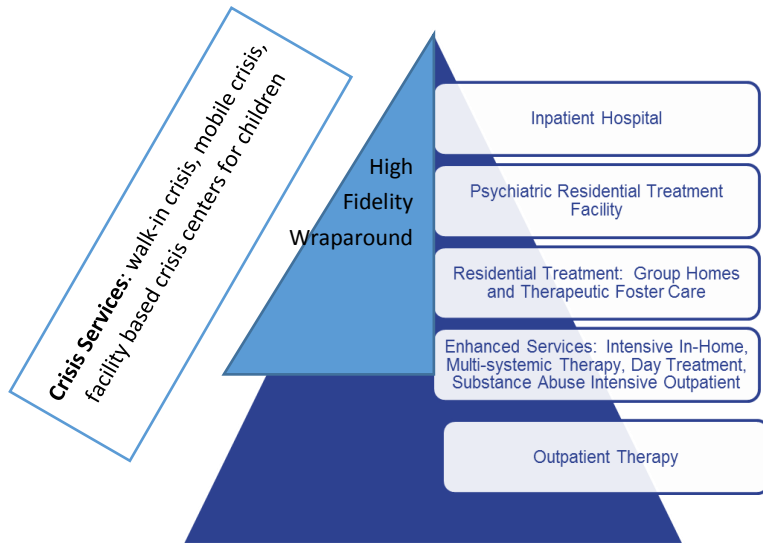 Crisis Services: walk-in crisis, mobile crisis,
facility based crisis centers for children
High
Fidelity
Wraparound
Inpatient Hospital
Psychiatric Residential Treatment
Facility
Residential Treatment: Group Homes
and Therapeutic Foster Care
Enhanced Services: Intensive In-Home,
Multi-systemic Therapy, Day Treatment,
Substance Abuse Intensive Outpatient
Outpatient Therapy